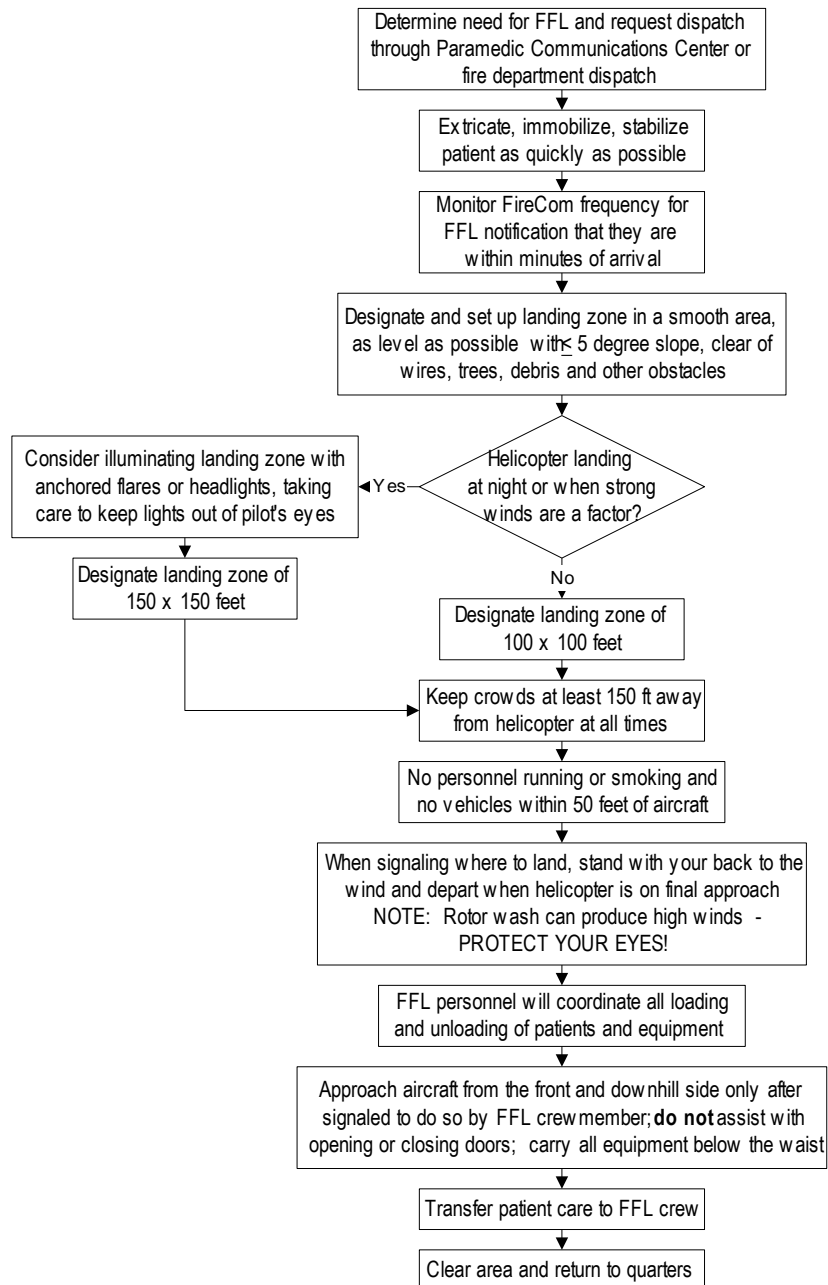 Determine need for FFL and request dispatch
through Paramedic Communications Center or
fire department dispatch
Extricate, immobilize, stabilize
patient as quickly as possible
Monitor FireCom frequency for
FFL notification that they are
within minutes of arrival
Designate and set up landing zone in a smooth area,
as level as possible with ≤ 5 degree slope, clear of
wires, trees, debris and other obstacles
Helicopter landing
at night or when strong
winds are a factor?
Yes
Consider illuminating landing zone with
anchored flares or headlights, taking
care to keep lights out of pilot's eyes
Designate landing zone of
150 x 150 feet
No
Designate landing zone of
100 x 100 feet
Keep crowds at least 150 ft away
from helicopter at all times
No personnel running or smoking and
no vehicles within 50 feet of aircraft
When signaling where to land, stand with your back to the
wind and depart when helicopter is on final approach
NOTE: Rotor wash can produce high winds -
PROTECT YOUR EYES!
FFL personnel will coordinate all loading
and unloading of patients and equipment
Approach aircraft from the front and downhill side only after
signaled to do so by FFL crewmember; do not assist with
opening or closing doors; carry all equipment below the waist
Transfer patient care to FFL crew
Clear area and return to quarters